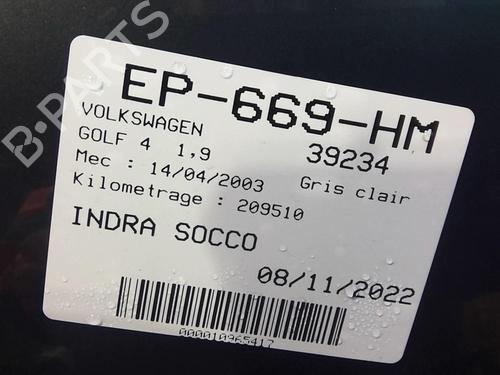 EP-669-HM
VOLKSWAGEN
39234
GOLF 4 1,9
Gris clair
Mec : 14/04/2003
Kilometrage : 209510
INDRA SOCCO
08/11/2022
000010965417
B-PARTS